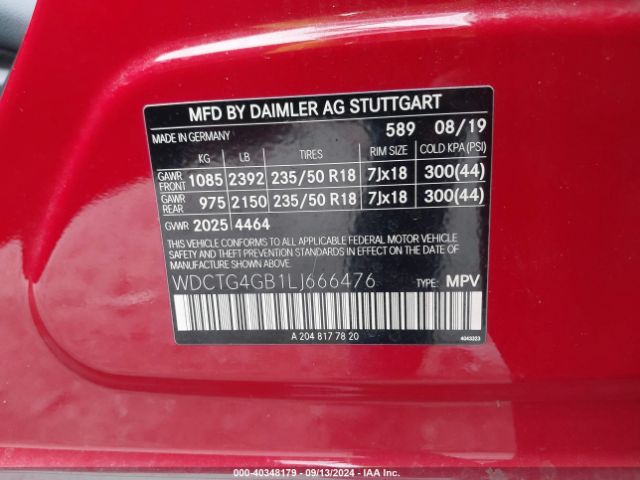 MFD BY DAIMLER AG STUTTGART
MADE IN GERMANY 589 08/19
KG LB TIRES RIM SIZE COLD KPA (PSI)
GAWR FRONT 1085 2392 235/50 R18 7Jx18 300(44)
GAWR REAR 975 2150 235/50 R18 7Jx18 300(44)
GVWR 2025 4464
THIS VEHICLE CONFORMS TO ALL APPLICABLE FEDERAL MOTOR VEHICLE
SAFETY AND THEFT PREVENTION STANDARDS IN EFFECT
ON THE DATE OF MANUFACTURE SHOWN ABOVE.
WDCTG4GB1LJ666476 TYPE: MPV
A 204 817 78 20
4043323
© COPYRIGHT - 40348179 - 09/13/2024 - IAA Inc.